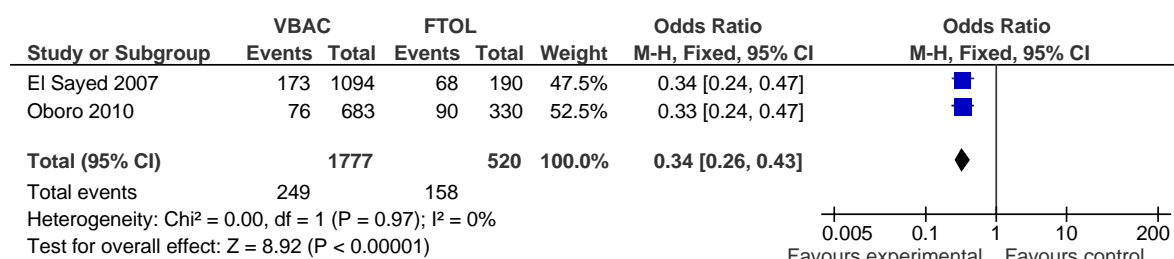 VBAC FTOL Odds Ratio Odds Ratio
Study or Subgroup Events Total Events Total Weight M-H, Fixed, 95% CI M-H, Fixed, 95% CI
El Sayed 2007 173 1094 68 190 47.5% 0.34 [0.24, 0.47]
Oboro 2010 76 683 90 330 52.5% 0.33 [0.24, 0.47]
Total (95% CI) 1777 520 100.0% 0.34 [0.26, 0.43]
Total events 249 158
Heterogeneity: Chi² = 0.00, df = 1 (P = 0.97); I² = 0%
Test for overall effect: Z = 8.92 (P < 0.00001)
0.005 0.1 1 10 200
Favours experimental Favours control